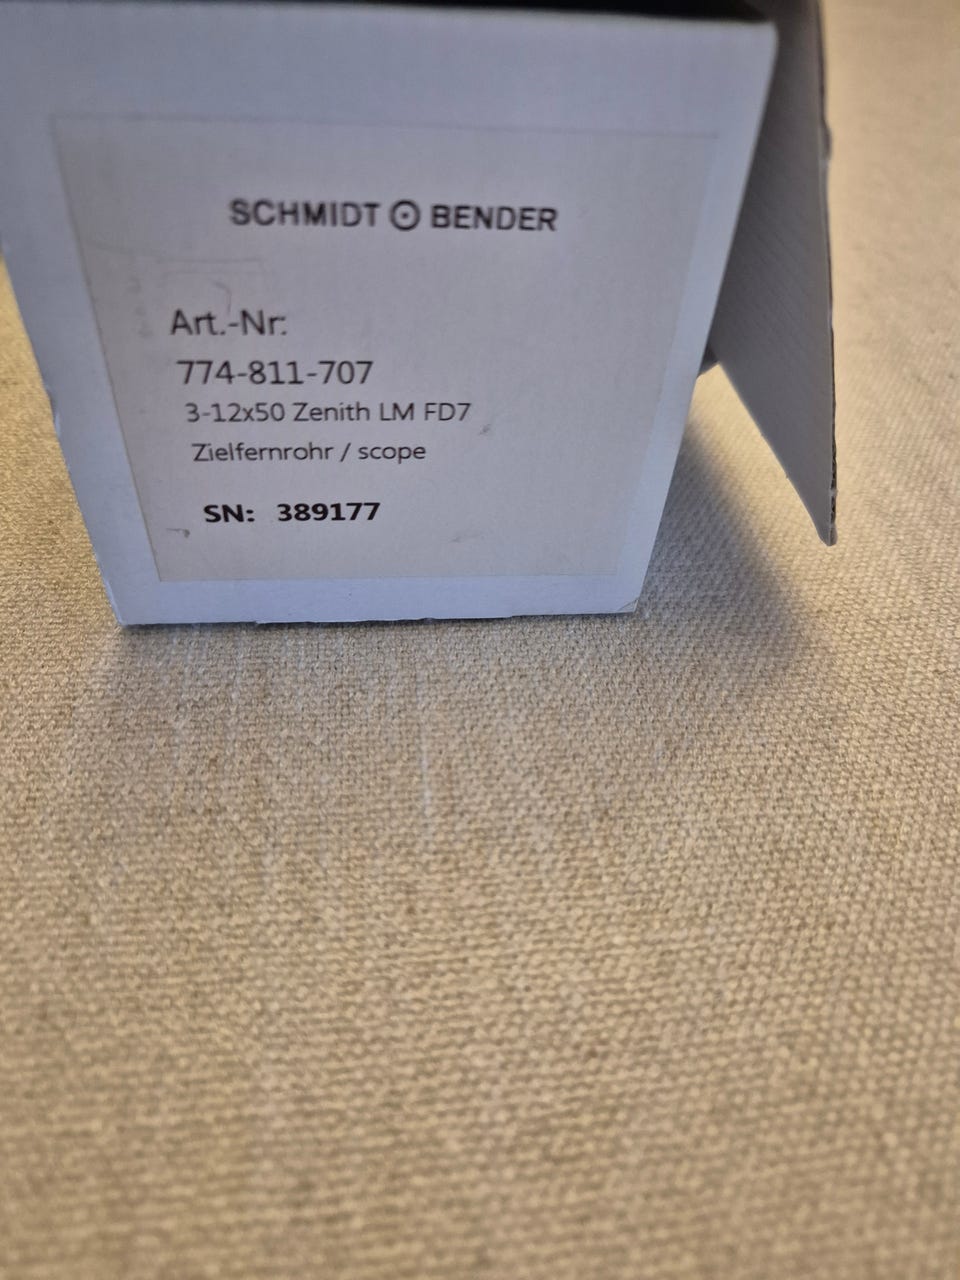 SCHMIDT BENDER
Art.-Nr:
774-811-707
3-12x50 Zenith LM FD7
Zielfernrohr / scope
SN: 389177